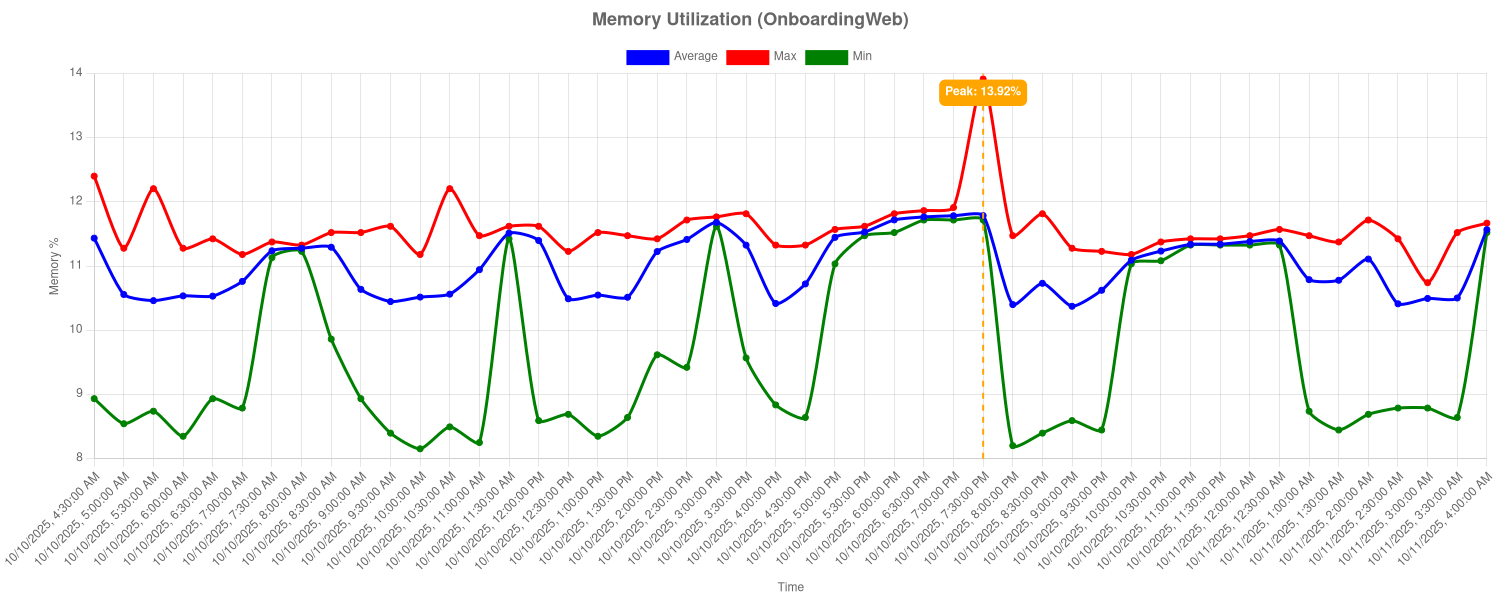 Memory Utilization (OnboardingWeb)
Average Max Min
Peak: 13.92%
14
13
12
11
10
9
8
Memory %
10/10/2025, 4:30:00 AM
10/10/2025, 5:00:00 AM
10/10/2025, 5:30:00 AM
10/10/2025, 6:00:00 AM
10/10/2025, 6:30:00 AM
10/10/2025, 7:00:00 AM
10/10/2025, 7:30:00 AM
10/10/2025, 8:00:00 AM
10/10/2025, 8:30:00 AM
10/10/2025, 9:00:00 AM
10/10/2025, 9:30:00 AM
10/10/2025, 10:00:00 AM
10/10/2025, 10:30:00 AM
10/10/2025, 11:00:00 AM
10/10/2025, 11:30:00 AM
10/10/2025, 12:00:00 PM
10/10/2025, 12:30:00 PM
10/10/2025, 1:00:00 PM
10/10/2025, 1:30:00 PM
10/10/2025, 2:00:00 PM
10/10/2025, 2:30:00 PM
10/10/2025, 3:00:00 PM
10/10/2025, 3:30:00 PM
10/10/2025, 4:00:00 PM
10/10/2025, 4:30:00 PM
10/10/2025, 5:00:00 PM
10/10/2025, 5:30:00 PM
10/10/2025, 6:00:00 PM
10/10/2025, 6:30:00 PM
10/10/2025, 7:00:00 PM
10/10/2025, 7:30:00 PM
10/10/2025, 8:00:00 PM
10/10/2025, 8:30:00 PM
10/10/2025, 9:00:00 PM
10/10/2025, 9:30:00 PM
10/10/2025, 10:00:00 PM
10/10/2025, 10:30:00 PM
10/10/2025, 11:00:00 PM
10/10/2025, 11:30:00 PM
10/11/2025, 12:00:00 AM
10/11/2025, 12:30:00 AM
10/11/2025, 1:00:00 AM
10/11/2025, 1:30:00 AM
10/11/2025, 2:00:00 AM
10/11/2025, 2:30:00 AM
10/11/2025, 3:00:00 AM
10/11/2025, 3:30:00 AM
10/11/2025, 4:00:00 AM
Time